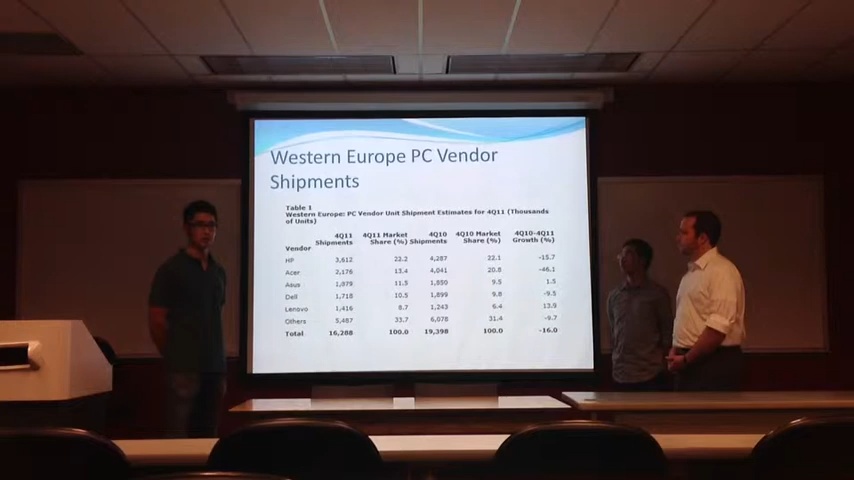 Western Europe PC Vendor
Shipments
Table 1
Western Europe: PC Vendor Unit Shipment Estimates for 4Q11 (Thousands
of Units)
4Q11 4Q11 Market 4Q10 4Q10 Market 4Q10-4Q11
Shipments Share (%) Shipments Share (%) Growth (%)
Vendor
HP 3,612 22.2 4,287 22.1 -15.7
Acer 2,176 13.4 4,041 20.8 -46.1
Asus 1,879 11.5 1,850 9.5 1.5
Dell 1,718 10.5 1,899 9.8 -9.5
Lenovo 1,416 8.7 1,243 6.4 13.9
Others 5,487 33.7 6,078 31.4 -9.7
Total 16,288 100.0 19,398 100.0 -16.0